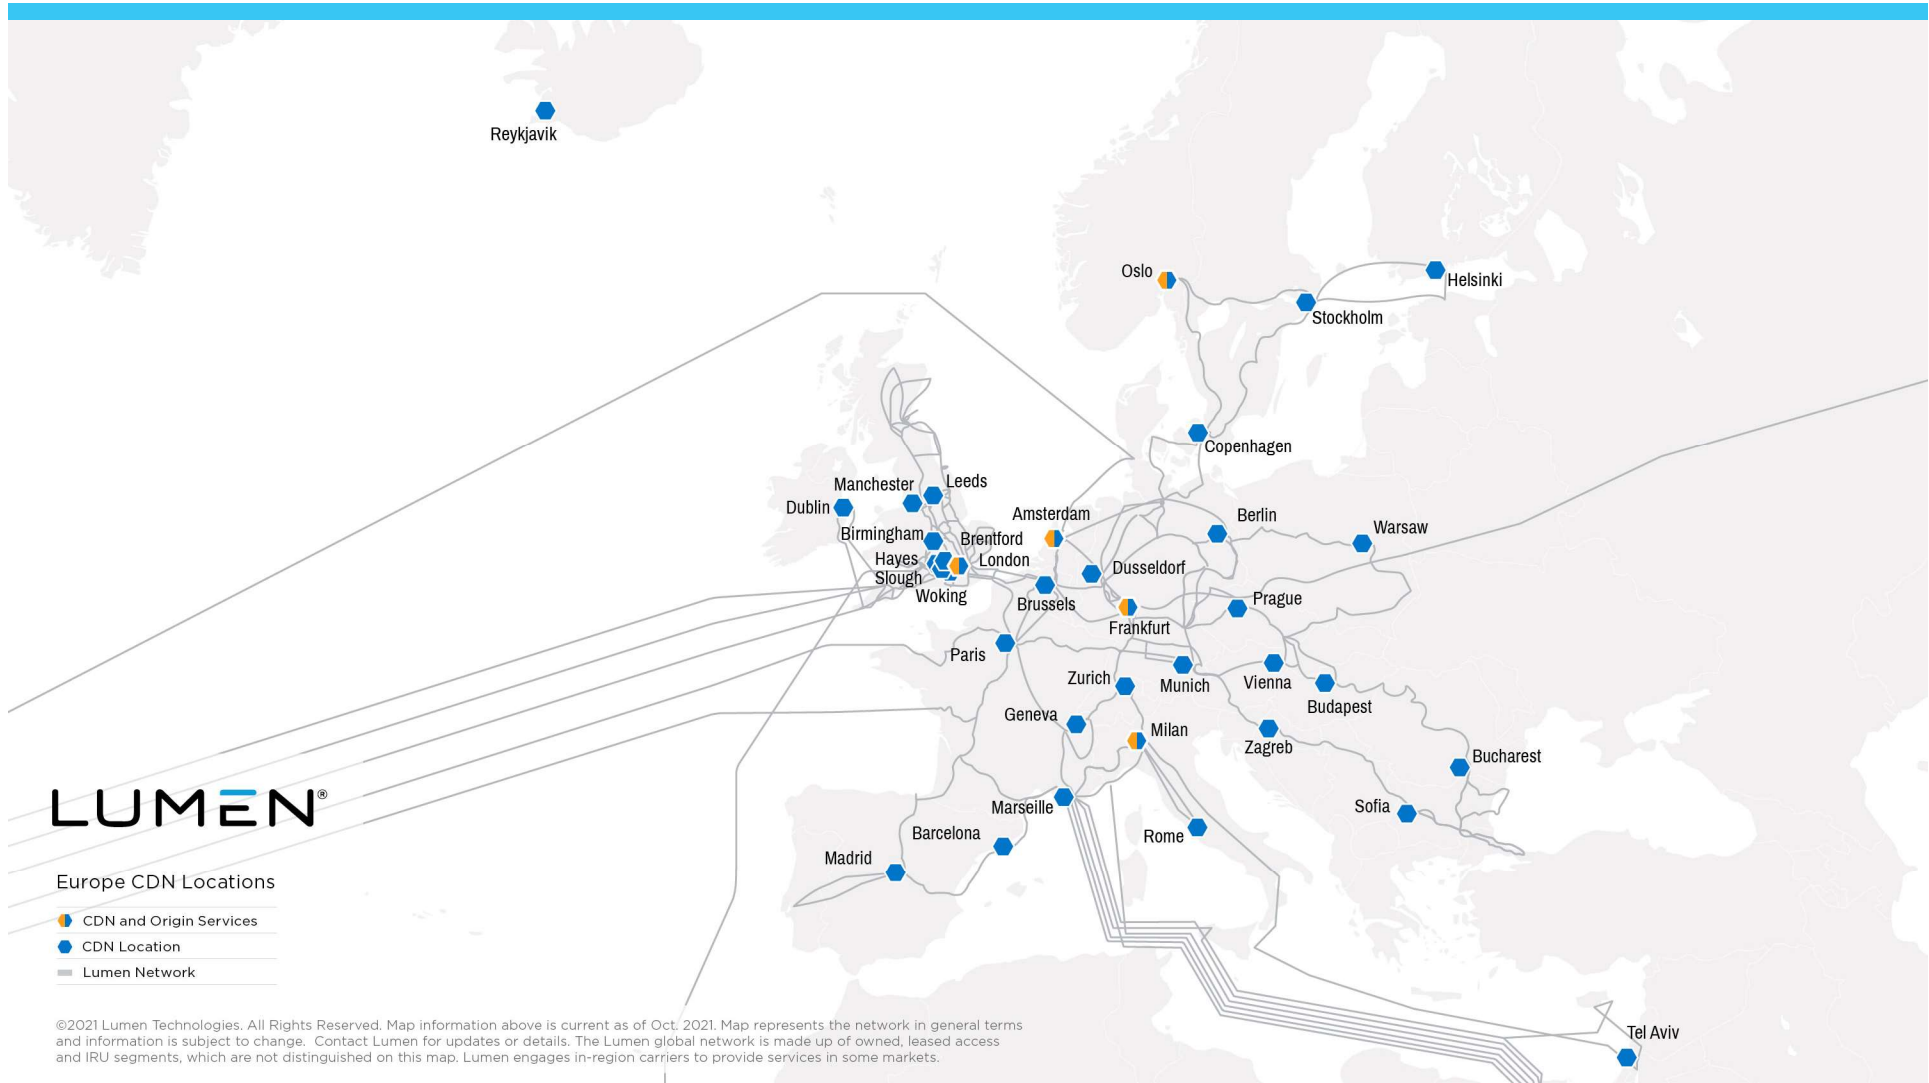 Reykjavik
Oslo
Helsinki
Stockholm
Copenhagen
Leeds
Manchester
Dublin
Amsterdam
Berlin
Warsaw
Birmingham
Brentford
Hayes
London
Slough
Dusseldorf
Woking
Brussels
Prague
Frankfurt
Paris
Zurich
Munich
Vienna
Budapest
Geneva
Milan
Zagreb
Bucharest
Marseille
Sofia
Barcelona
Rome
Madrid
Tel Aviv
LUMEN®
Europe CDN Locations
CDN and Origin Services
CDN Location
Lumen Network
©2021 Lumen Technologies. All Rights Reserved. Map information above is current as of Oct. 2021. Map represents the network in general terms
and information is subject to change. Contact Lumen for updates or details. The Lumen global network is made up of owned, leased access
and IRU segments, which are not distinguished on this map. Lumen engages in-region carriers to provide services in some markets.